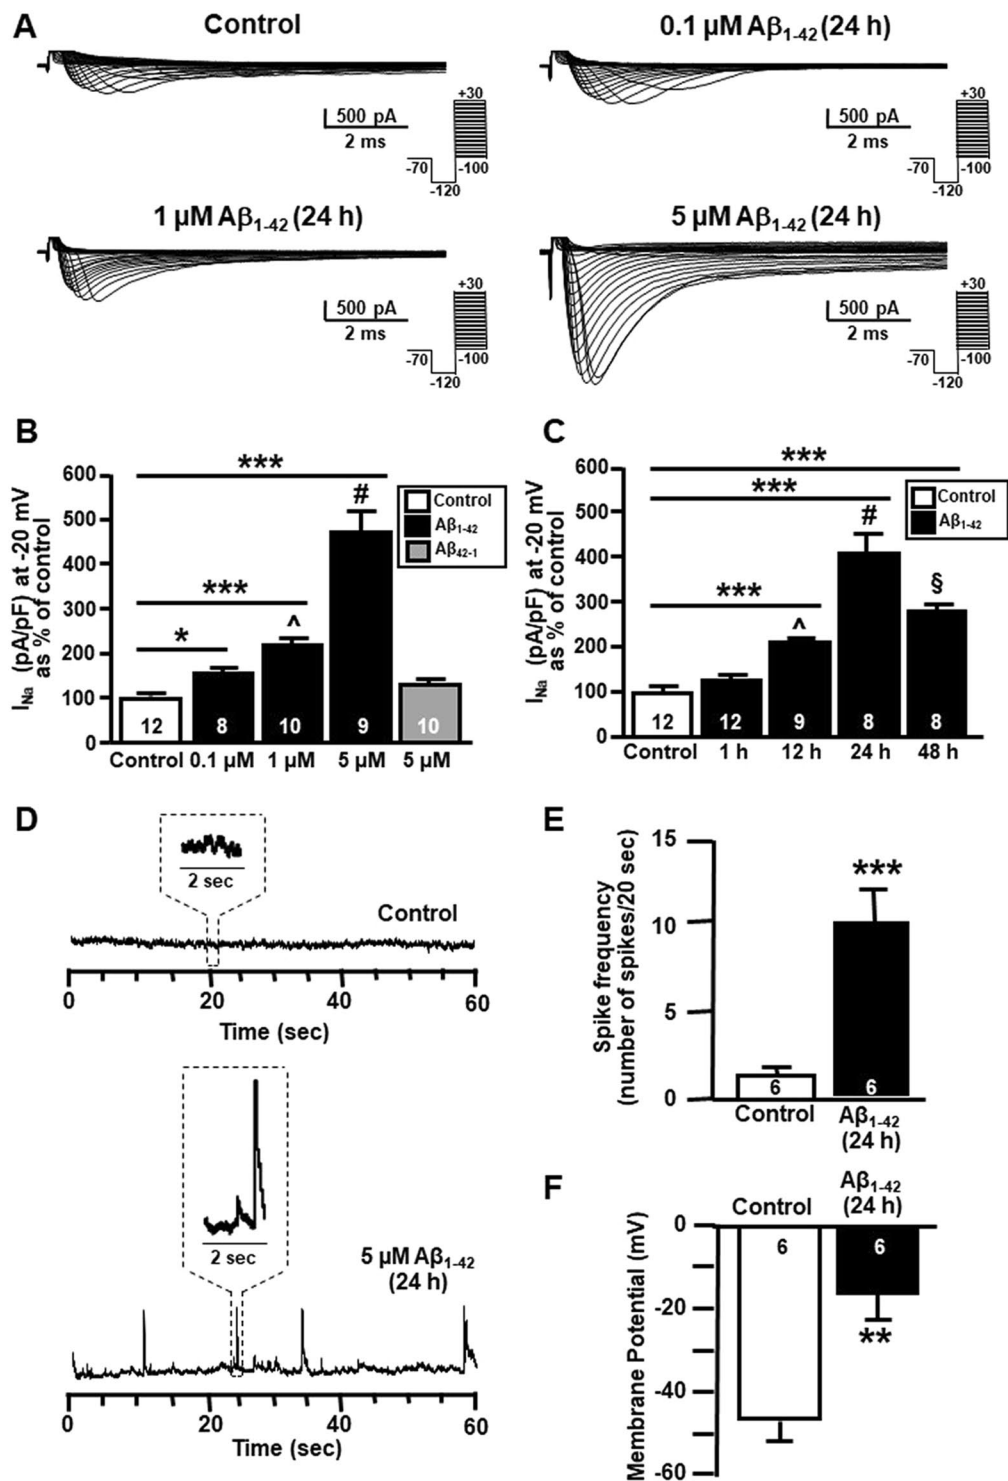 A
Control
500 pA
2 ms
+30
-70
-100
-120
0.1 µM Aβ1-42 (24 h)
500 pA
2 ms
+30
-70
-100
-120
1 µM Aβ1-42 (24 h)
500 pA
2 ms
+30
-70
-100
-120
5 µM Aβ1-42 (24 h)
500 pA
2 ms
+30
-70
-100
-120
B
INa (pA/pF) at -20 mV
as % of control
600
500
400
300
200
100
0
***
***
*
^
#
Control
Aβ1-42
Aβ42-1
12
8
10
9
10
Control 0.1 µM 1 µM 5 µM 5 µM
C
INa (pA/pF) at -20 mV
as % of control
600
500
400
300
200
100
0
***
***
***
^
#
§
Control
Aβ1-42
12
12
9
8
8
Control 1 h 12 h 24 h 48 h
D
2 sec
Control
0 20 40 60
Time (sec)
2 sec
5 µM Aβ1-42
(24 h)
0 20 40 60
Time (sec)
E
Spike frequency
(number of spikes/20 sec)
15
10
5
0
***
6
6
Control
Aβ1-42
(24 h)
F
Membrane Potential (mV)
Control
Aβ1-42
(24 h)
0
-20
-40
-60
6
6
**